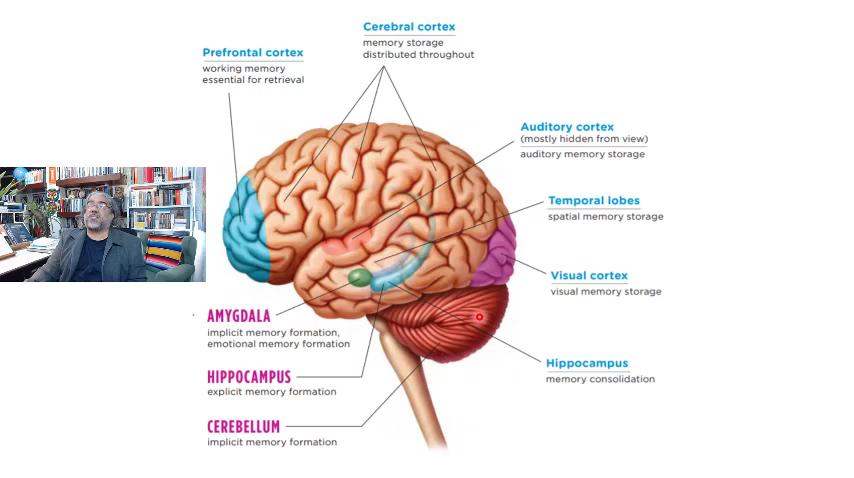 Cerebral cortex
memory storage
distributed throughout
Prefrontal cortex
working memory
essential for retrieval
Auditory cortex
(mostly hidden from view)
auditory memory storage
Temporal lobes
spatial memory storage
Visual cortex
visual memory storage
AMYGDALA
implicit memory formation,
emotional memory formation
Hippocampus
memory consolidation
HIPPOCAMPUS
explicit memory formation
CEREBELLUM
implicit memory formation